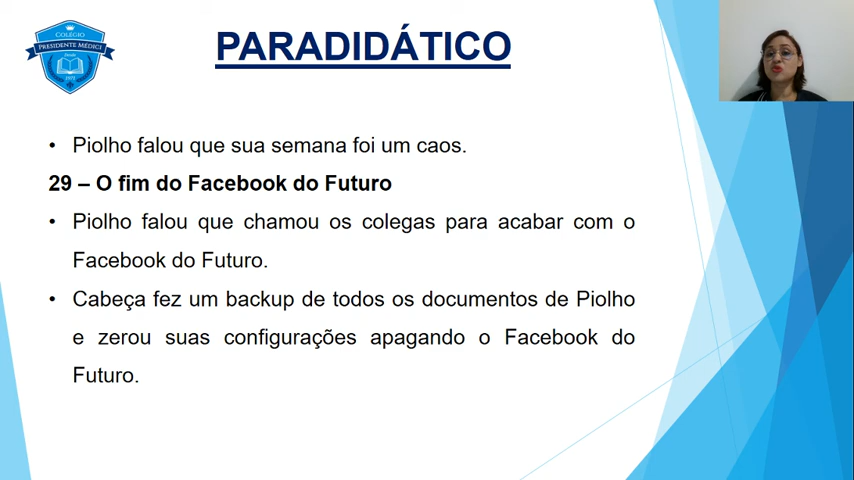 COLÉGIO
PRESIDENTE MÉDICI
Desde
1971
PARADIDÁTICO
• Piolho falou que sua semana foi um caos.
29 – O fim do Facebook do Futuro
• Piolho falou que chamou os colegas para acabar com o
Facebook do Futuro.
• Cabeça fez um backup de todos os documentos de Piolho
e zerou suas configurações apagando o Facebook do
Futuro.